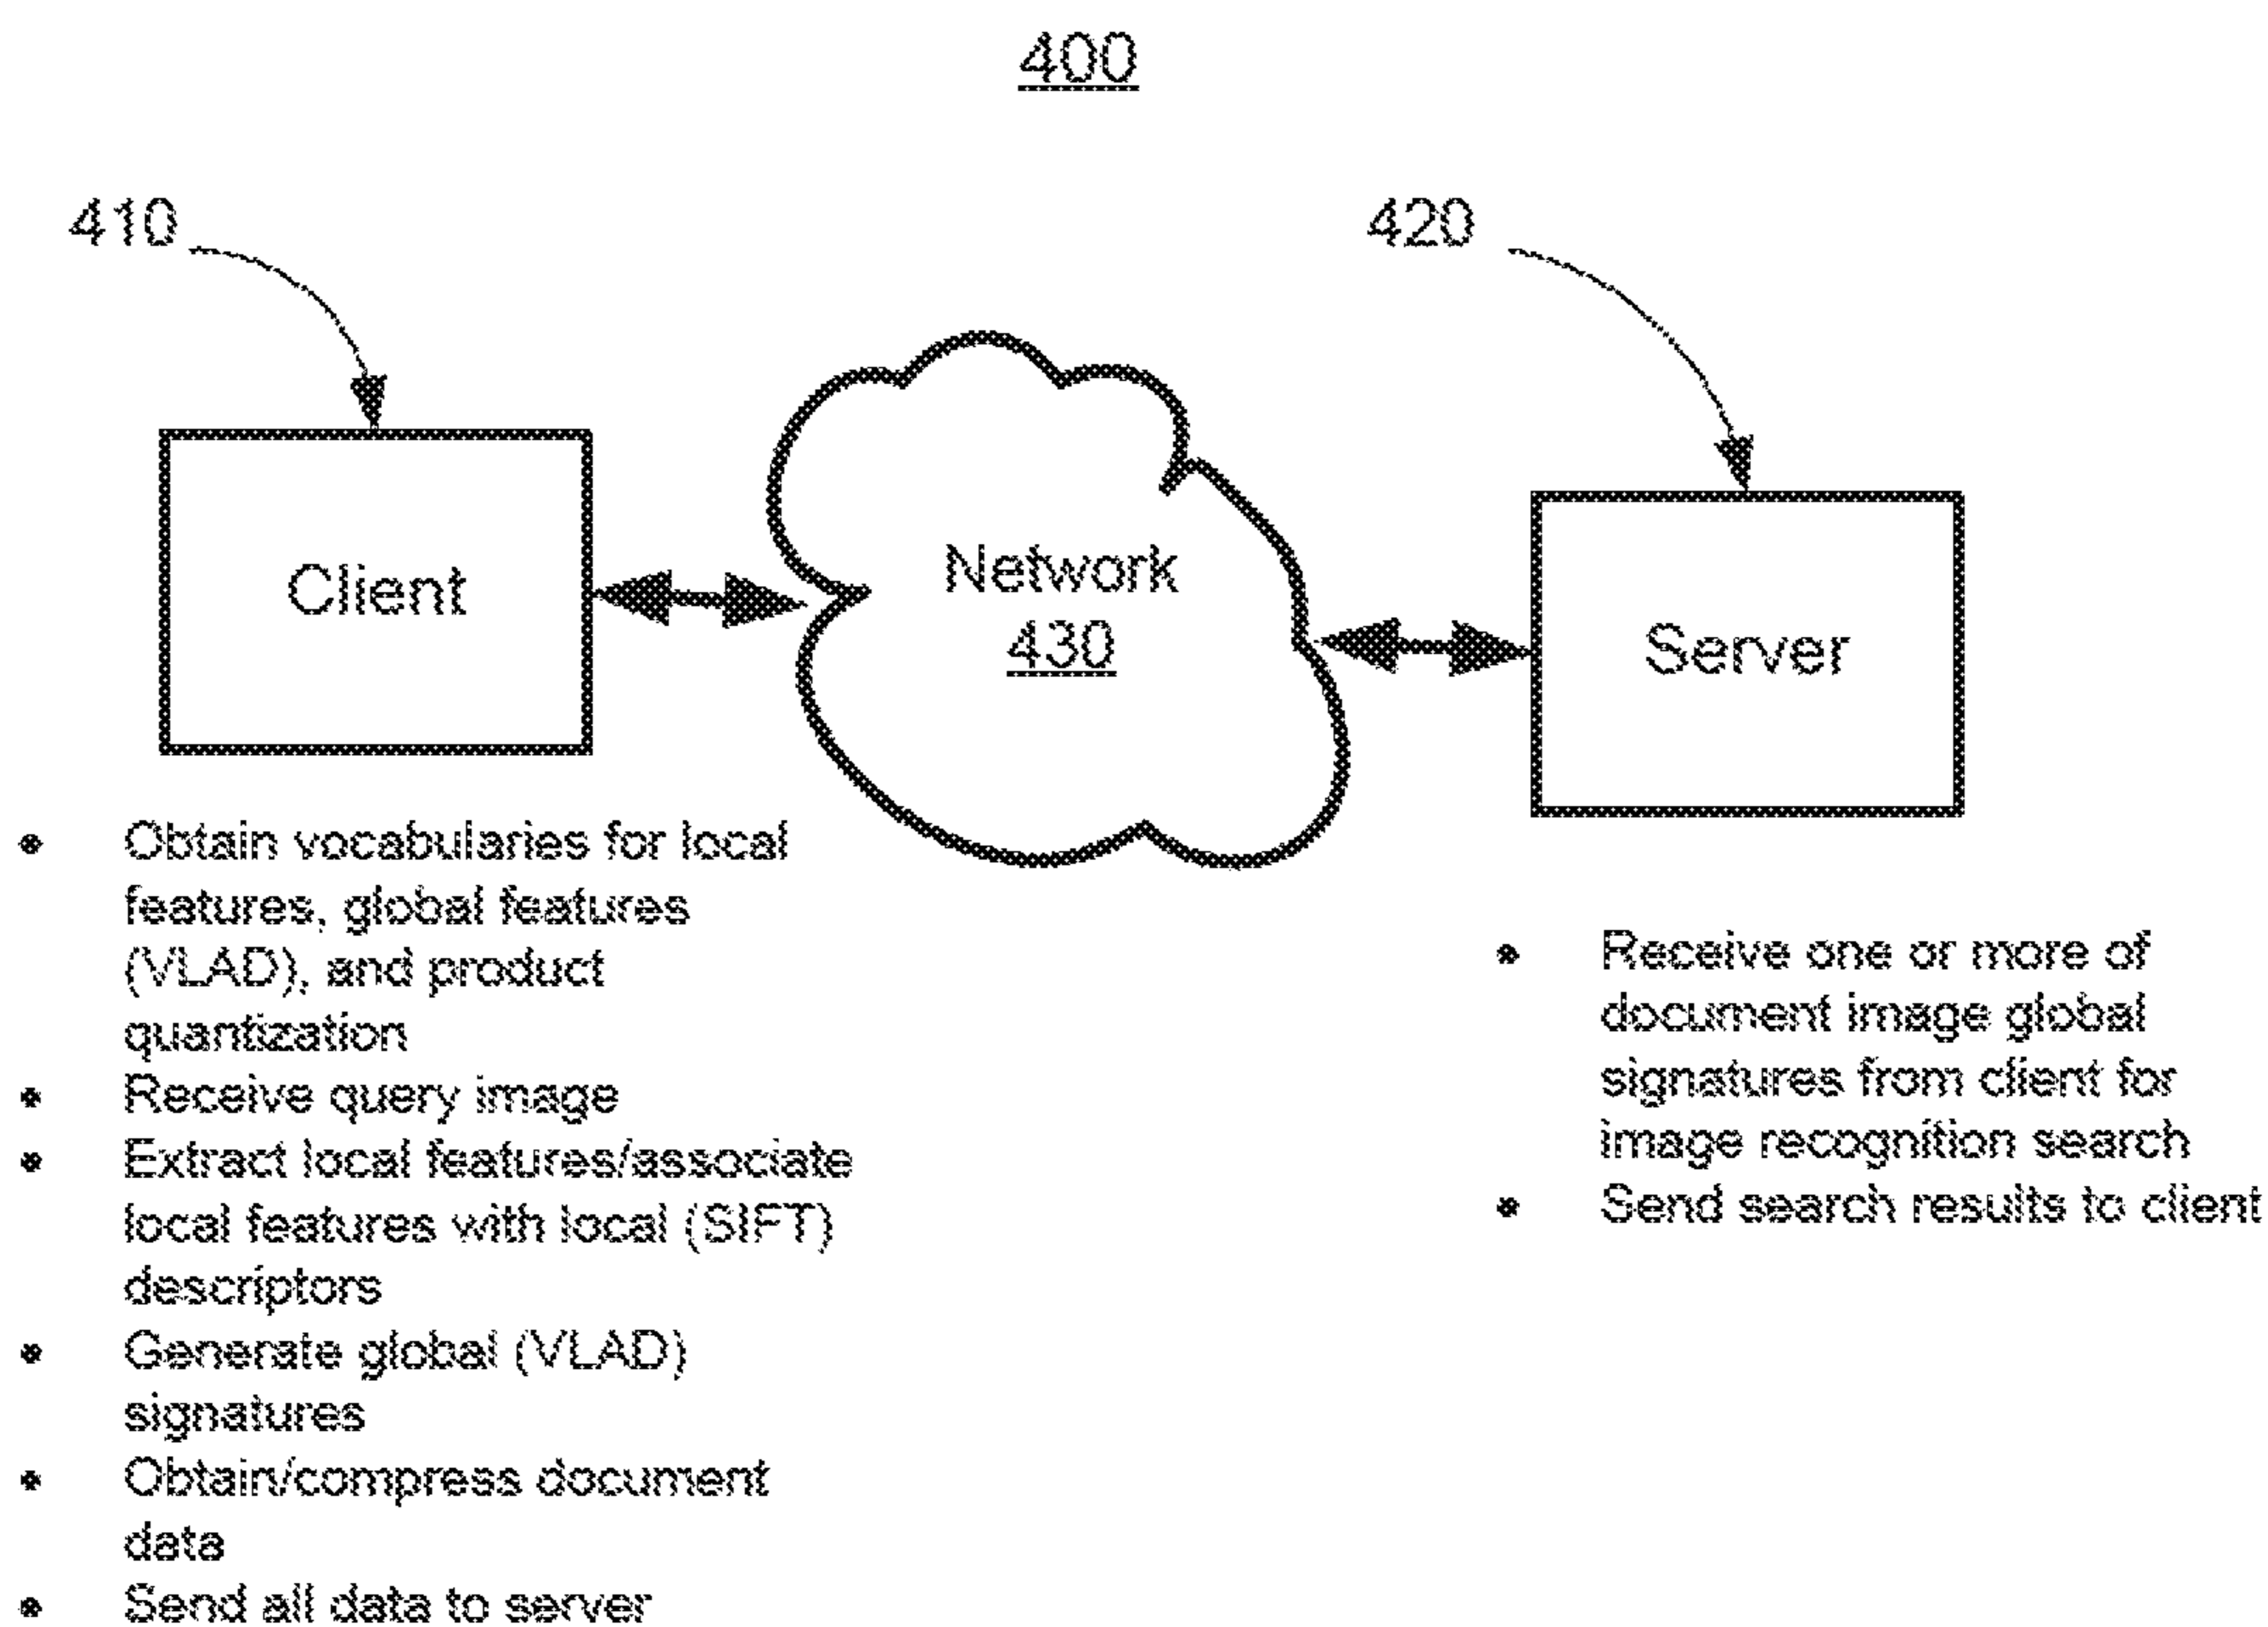 400
410
420
Client
Network
430
Server
• Obtain vocabularies for local
features, global features
(VLAD), and product
quantization
• Receive query image
• Extract local features/associate
local features with local (SIFT)
descriptors
• Generate global (VLAD)
signatures
• Obtain/compress document
data
• Send all data to server
• Receive one or more of
document image global
signatures from client for
image recognition search
• Send search results to client